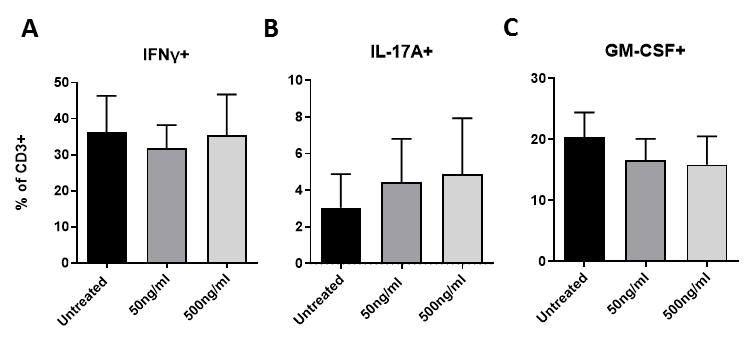 A
B
C
IFNγ+
IL-17A+
GM-CSF+
% of CD3+
50
40
30
20
10
0
Untreated
50ng/ml
500ng/ml
10
8
6
4
2
0
Untreated
50ng/ml
500ng/ml
30
20
10
0
Untreated
50ng/ml
500ng/ml